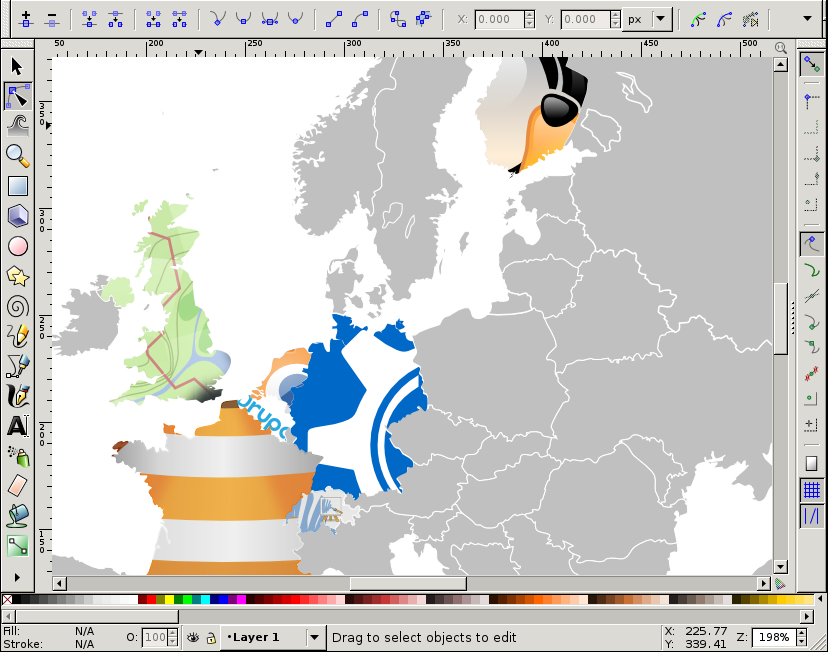 X: 0.000 Y: 0.000 px
50 200 250 300 350 400 450 500
350
300
250
200
150
Drupa
A
Fill: N/A
Stroke: N/A
O: 100
•Layer 1
Drag to select objects to edit
X: 225.77
Y: 339.41
Z: 198%